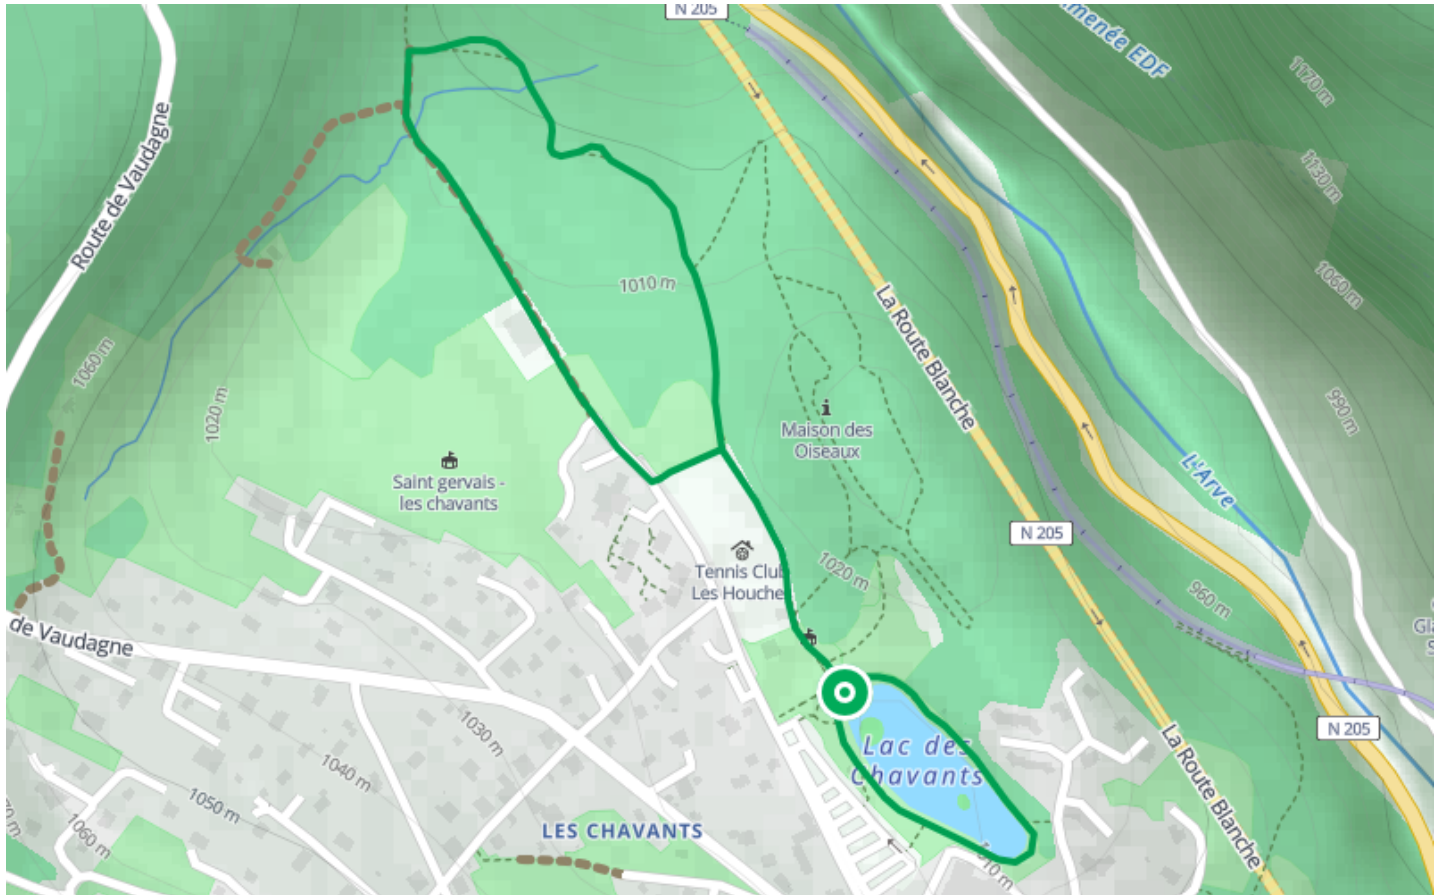 N 205
menée EDF
1170 m
Route de Vaudagne
1130 m
1010 m
1060 m
La Route Blanche
1060 m
1020 m
990 m
Maison des
Oiseaux
Saint gervais -
les chavants
L'Arve
N 205
Tennis Club
Les Houches
1020 m
960 m
de Vaudagne
N 205
Lac des
Chavants
1030 m
La Route Blanche
1040 m
1050 m
1060 m
LES CHAVANTS